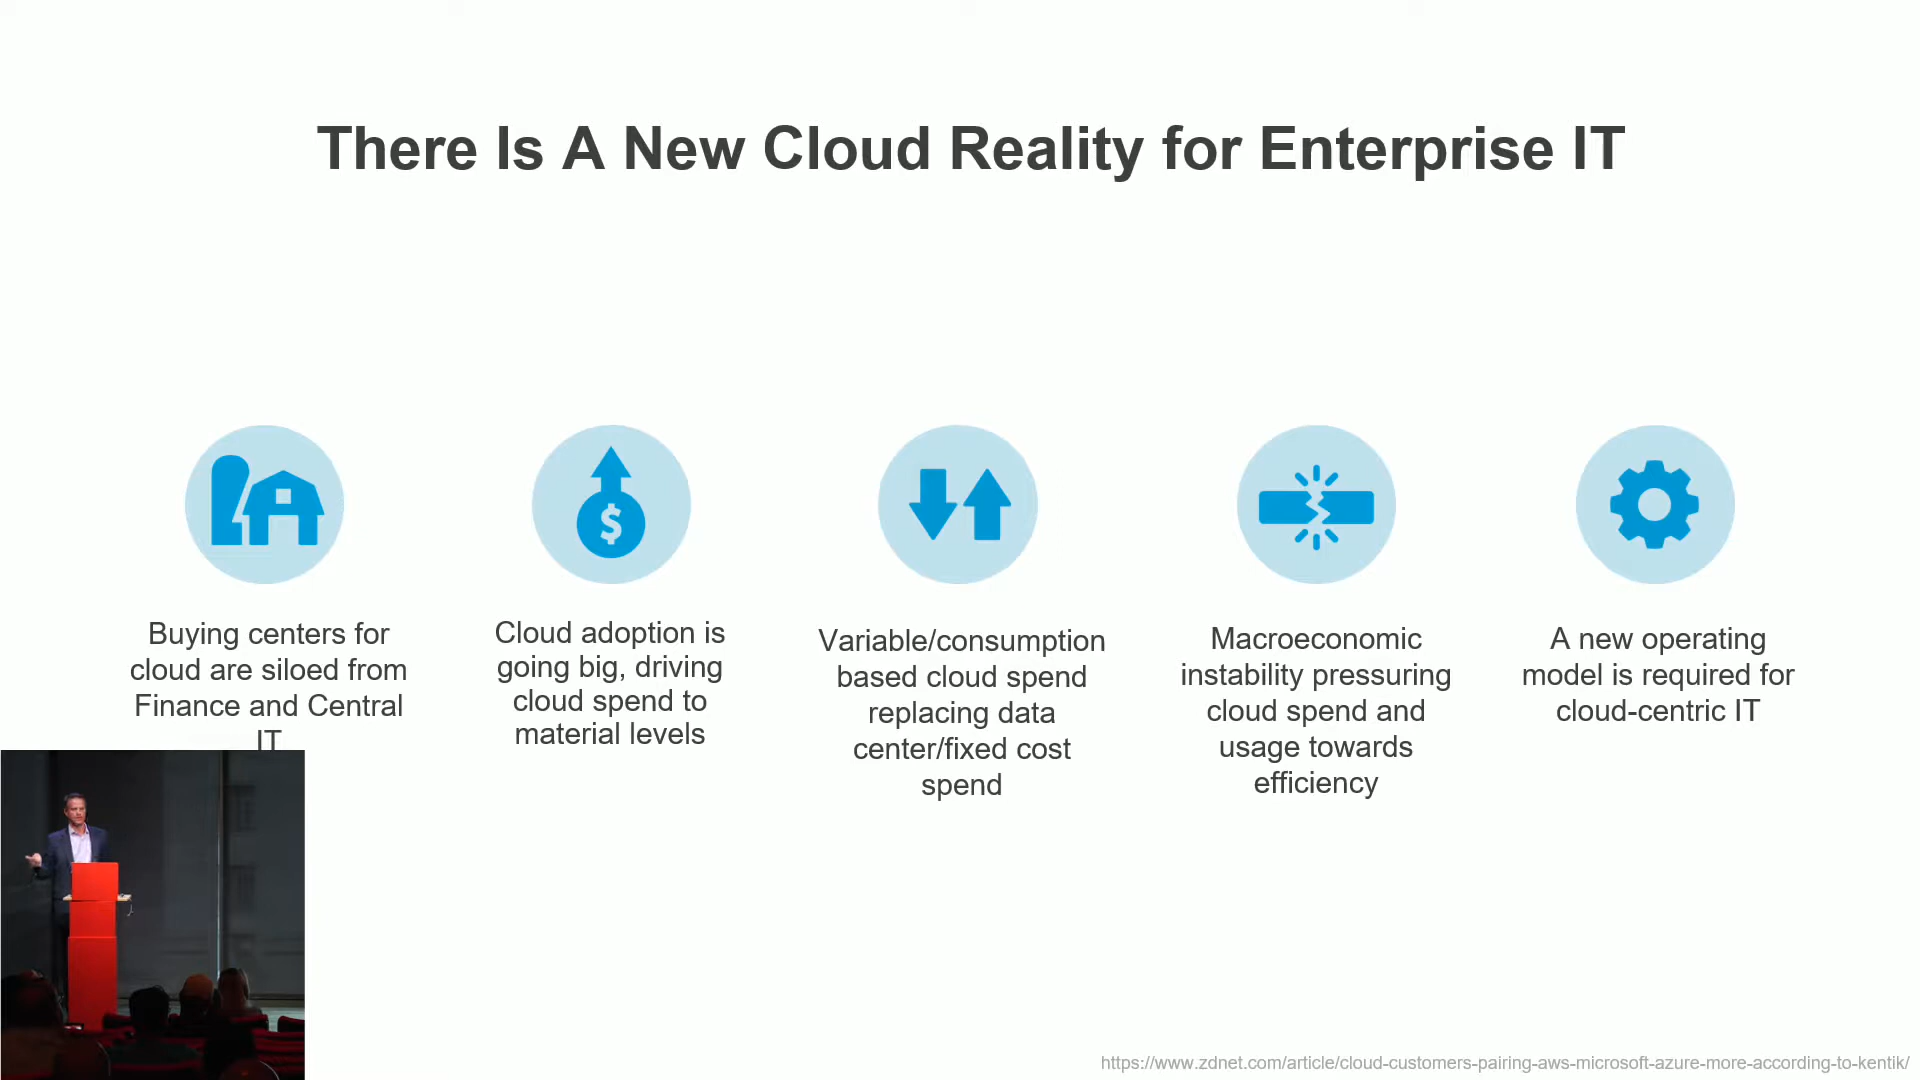 There Is A New Cloud Reality for Enterprise IT
$
Buying centers for
cloud are siloed from
Finance and Central
IT
Cloud adoption is
going big, driving
cloud spend to
material levels
Variable/consumption
based cloud spend
replacing data
center/fixed cost
spend
Macroeconomic
instability pressuring
cloud spend and
usage towards
efficiency
A new operating
model is required for
cloud-centric IT
https://www.zdnet.com/article/cloud-customers-pairing-aws-microsoft-azure-more-according-to-kentik/